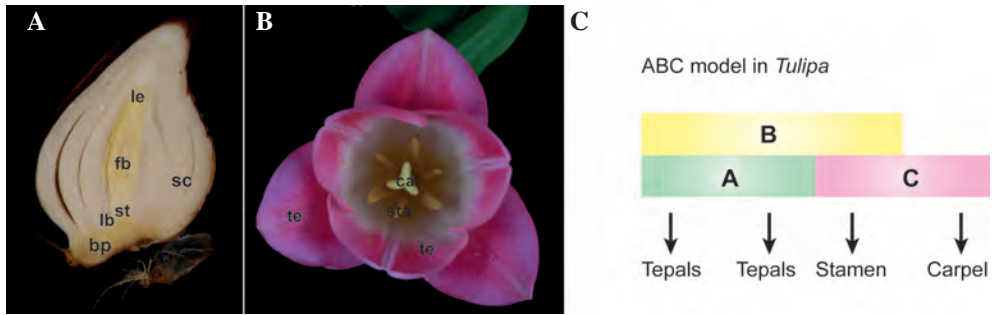 A
le
fb
sc
st
lb
bp
B
ca
sta
te
te
C
ABC model in Tulipa
B
A C
Tepals Tepals Stamen Carpel